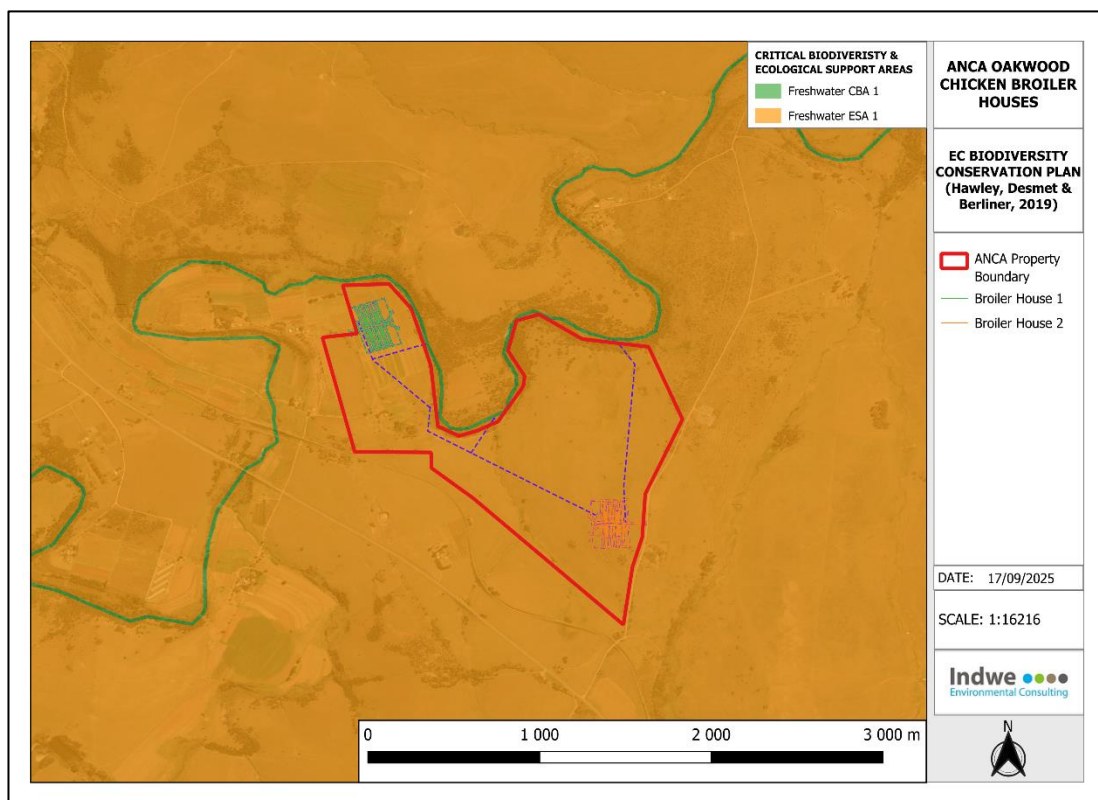 CRITICAL BIODIVERISTY &
ECOLOGICAL SUPPORT AREAS
Freshwater CBA 1
Freshwater ESA 1
ANCA OAKWOOD
CHICKEN BROILER
HOUSES
EC BIODIVERSITY
CONSERVATION PLAN
(Hawley, Desmet &
Berliner, 2019)
ANCA Property
Boundary
Broiler House 1
Broiler House 2
DATE: 17/09/2025
SCALE: 1:16216
Indwe
Environmental Consulting
N
0 1 000 2 000 3 000 m